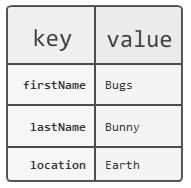 key value
firstName Bugs
lastName Bunny
location Earth